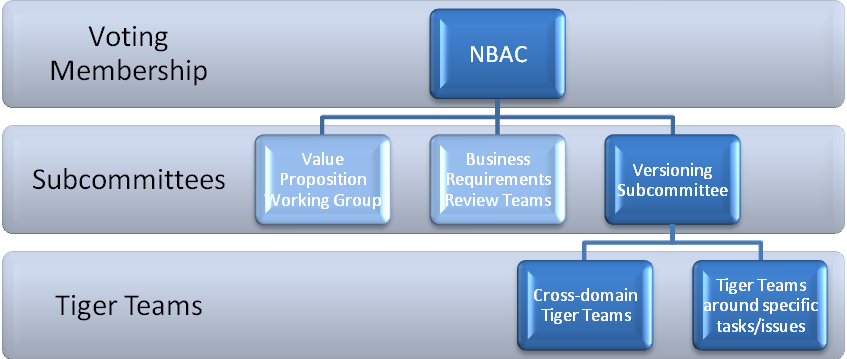 Voting
Membership
NBAC
Subcommittees
Value
Proposition
Working Group
Business
Requirements
Review Teams
Versioning
Subcommittee
Tiger Teams
Cross-domain
Tiger Teams
Tiger Teams
around specific
tasks/issues